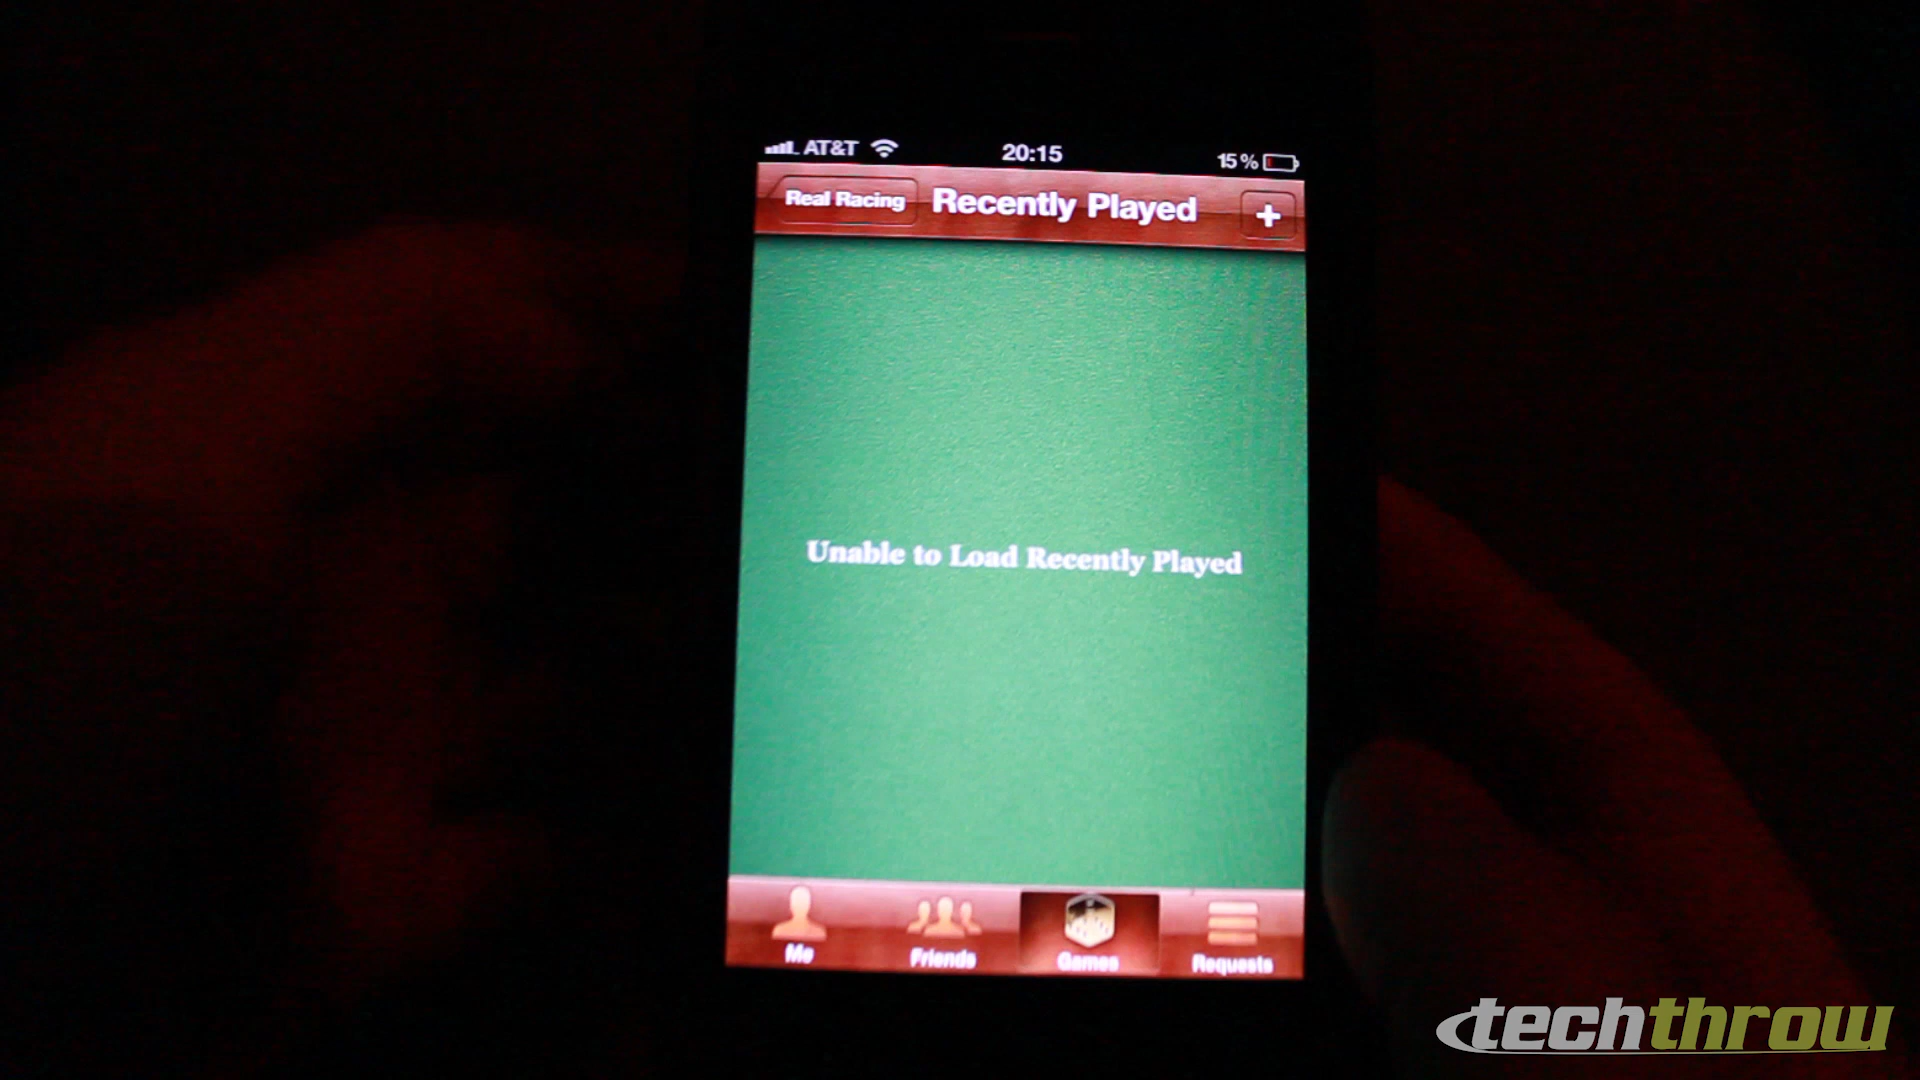 AT&T 20:15 15%
Real Racing Recently Played +
Unable to Load Recently Played
Me Friends Games Requests
techthrow